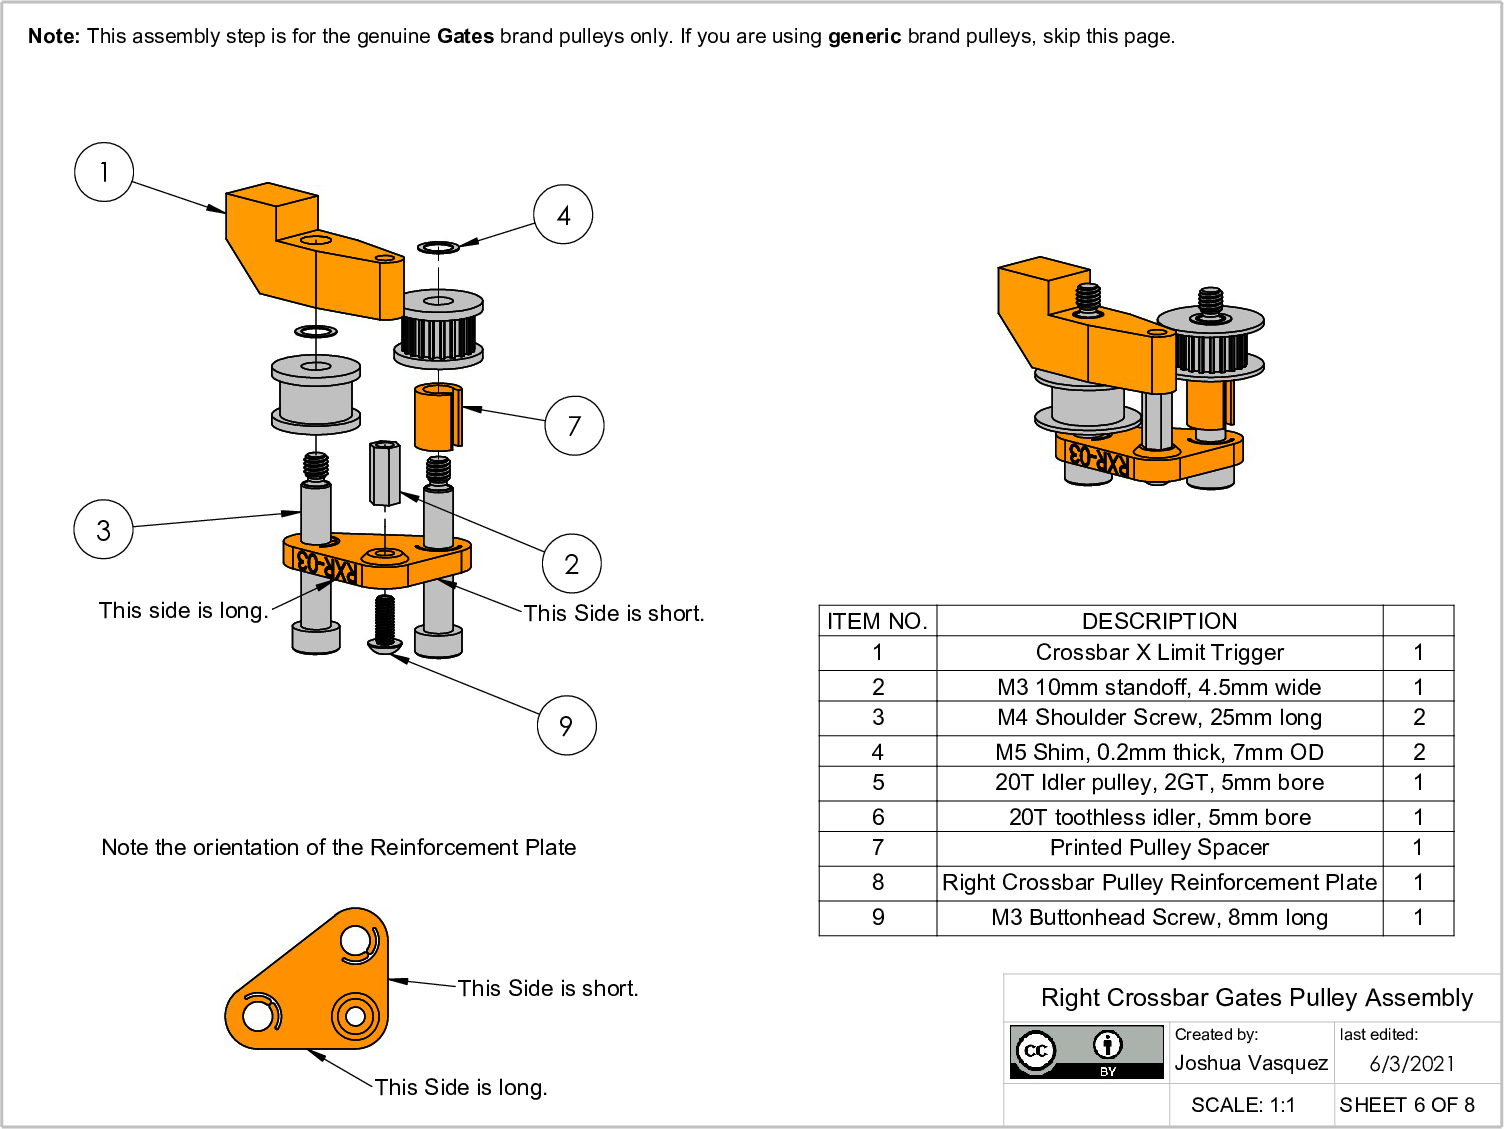 Note: This assembly step is for the genuine Gates brand pulleys only. If you are using generic brand pulleys, skip this page.
1
4
7
3
2
RXR-03
RXR-03
This side is long.
This Side is short.
9
ITEM NO. DESCRIPTION
1 Crossbar X Limit Trigger 1
2 M3 10mm standoff, 4.5mm wide 1
3 M4 Shoulder Screw, 25mm long 2
4 M5 Shim, 0.2mm thick, 7mm OD 2
5 20T Idler pulley, 2GT, 5mm bore 1
6 20T toothless idler, 5mm bore 1
7 Printed Pulley Spacer 1
8 Right Crossbar Pulley Reinforcement Plate 1
9 M3 Buttonhead Screw, 8mm long 1
Note the orientation of the Reinforcement Plate
This Side is short.
This Side is long.
Right Crossbar Gates Pulley Assembly
cc BY
Created by:
Joshua Vasquez
last edited:
6/3/2021
SCALE: 1:1
SHEET 6 OF 8